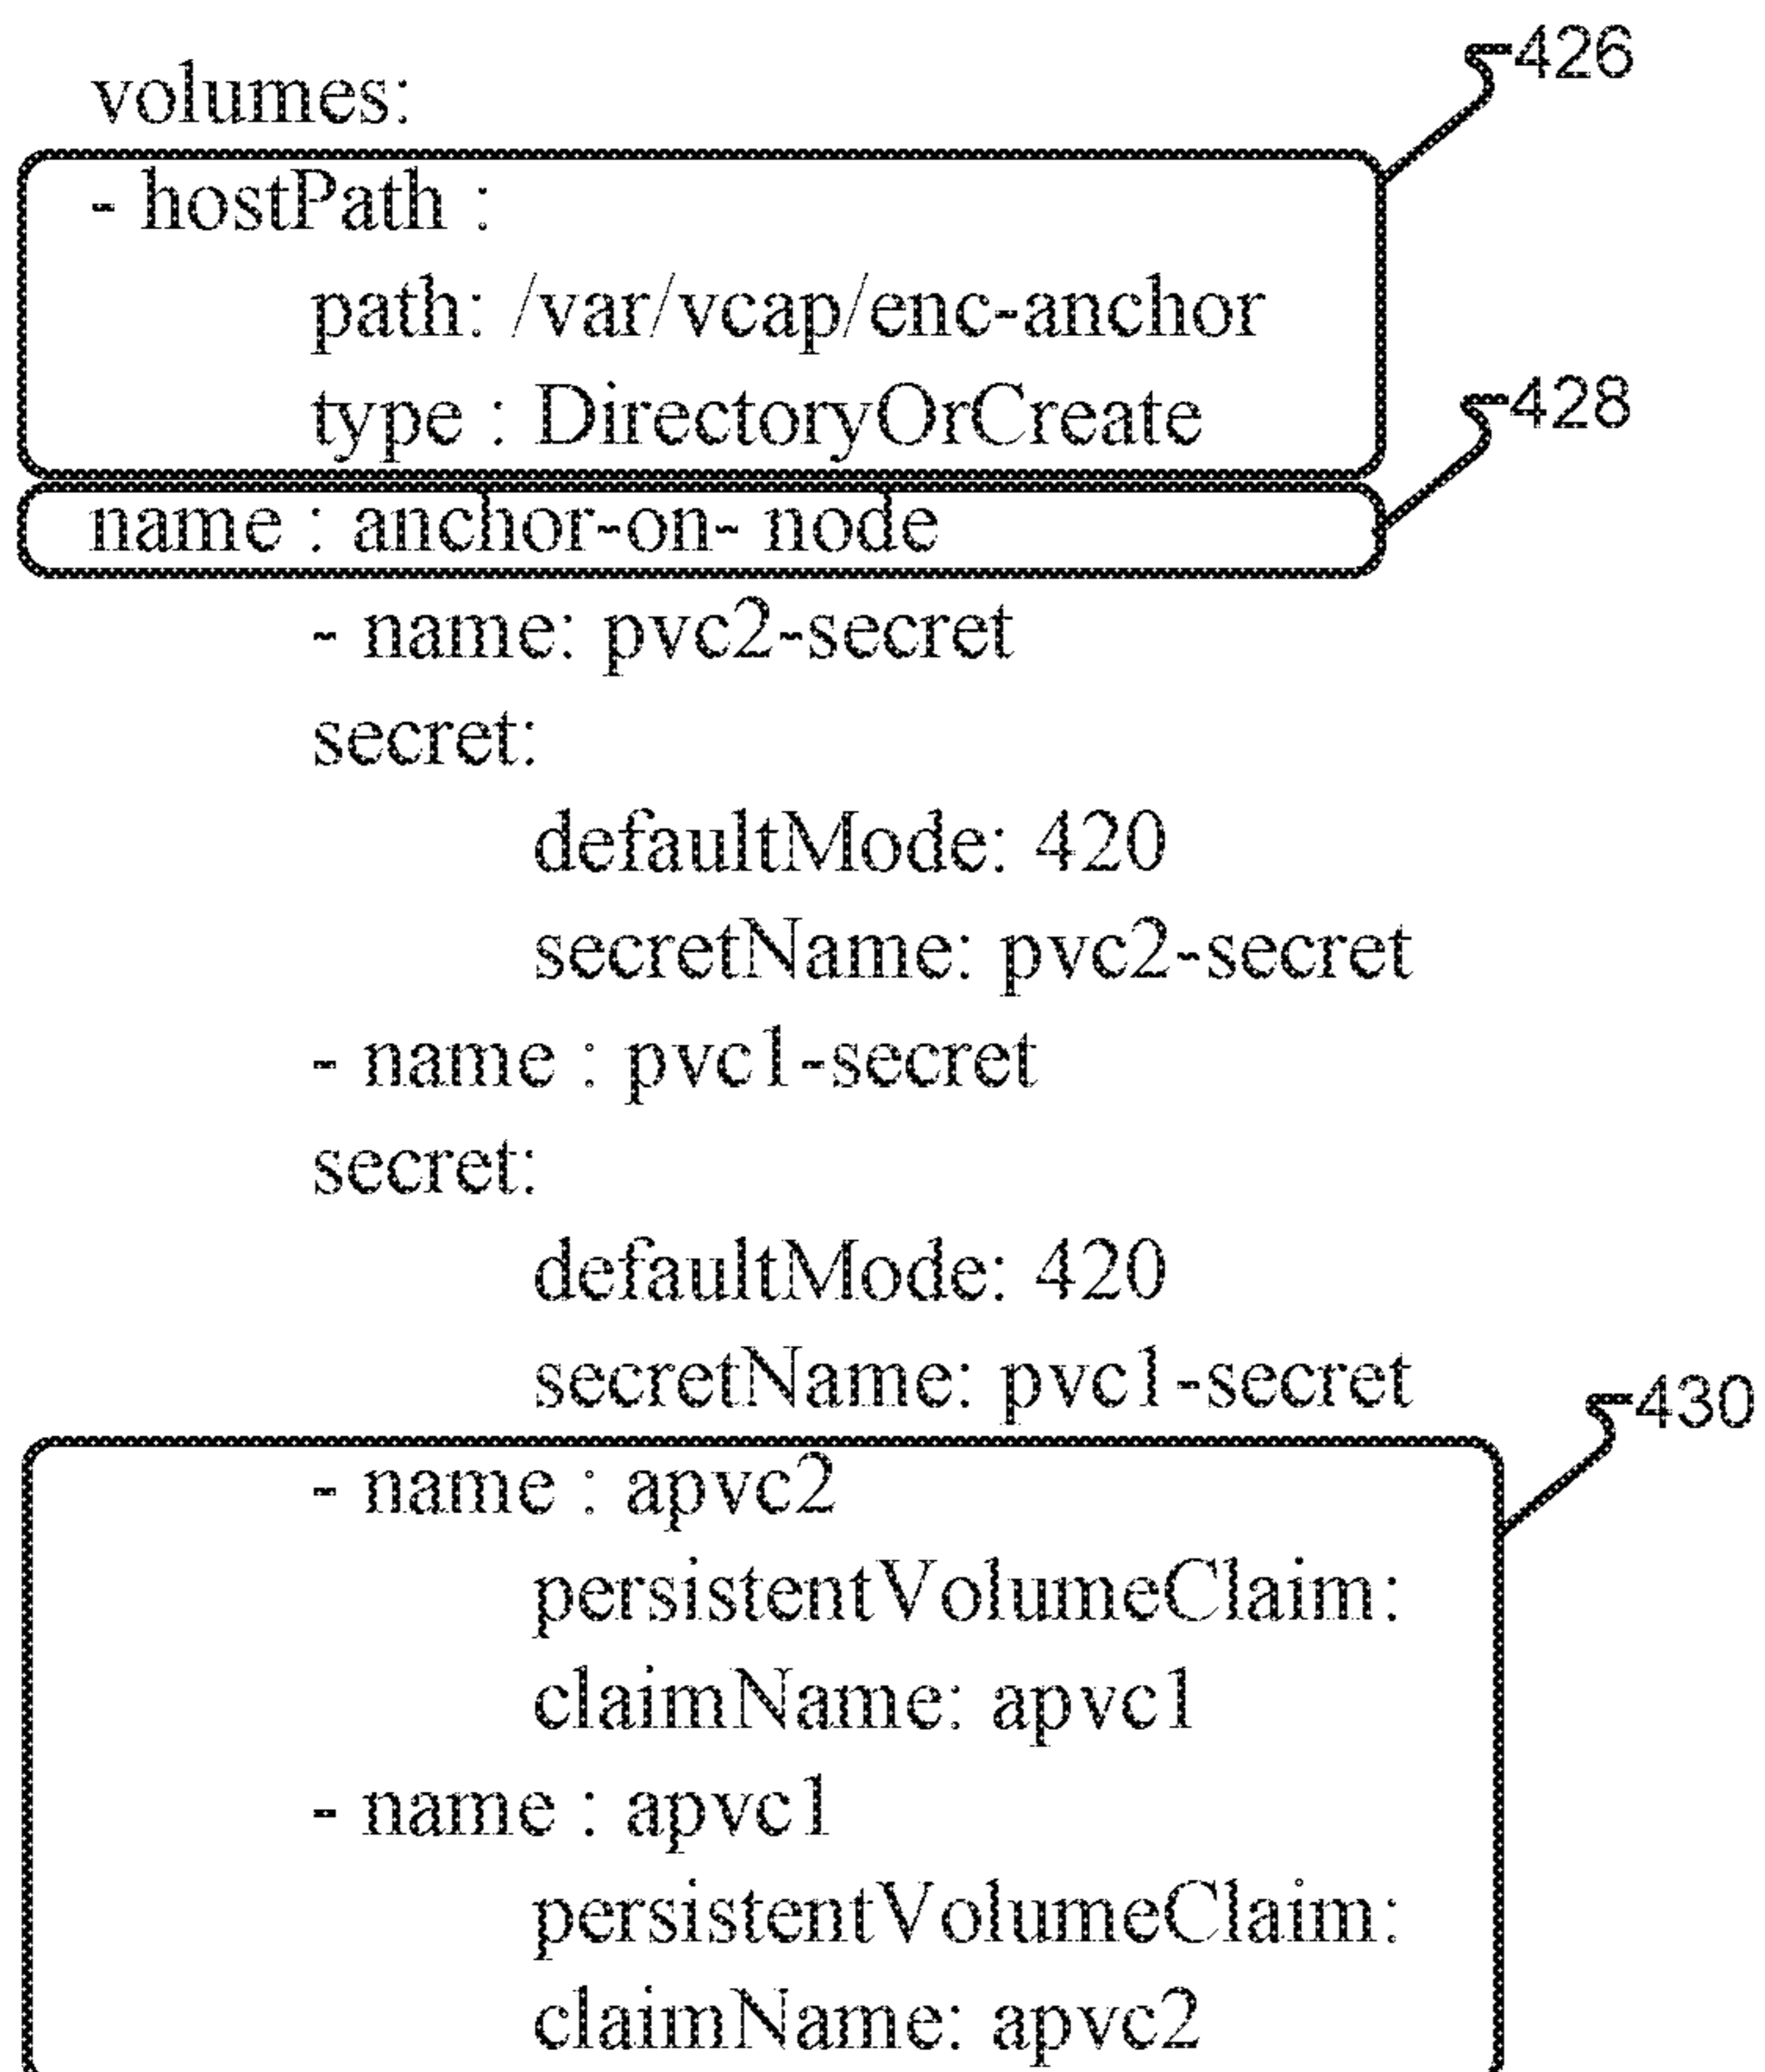 426
volumes:
- hostPath :
path: /var/vcap/enc-anchor
type : DirectoryOrCreate
428
name : anchor-on- node
- name: pvc2-secret
secret:
defaultMode: 420
secretName: pvc2-secret
- name : pvc1-secret
secret:
defaultMode: 420
secretName: pvc1-secret
430
- name : apvc2
persistentVolumeClaim:
claimName: apvc1
- name : apvc1
persistentVolumeClaim:
claimName: apvc2